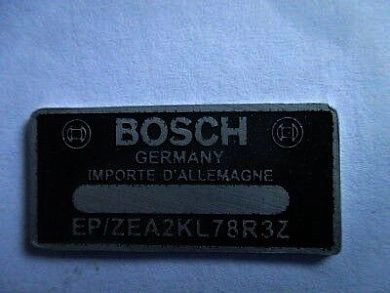 BOSCH
GERMANY
IMPORTE D'ALLEMAGNE
EP/ZEA2KL78R3Z